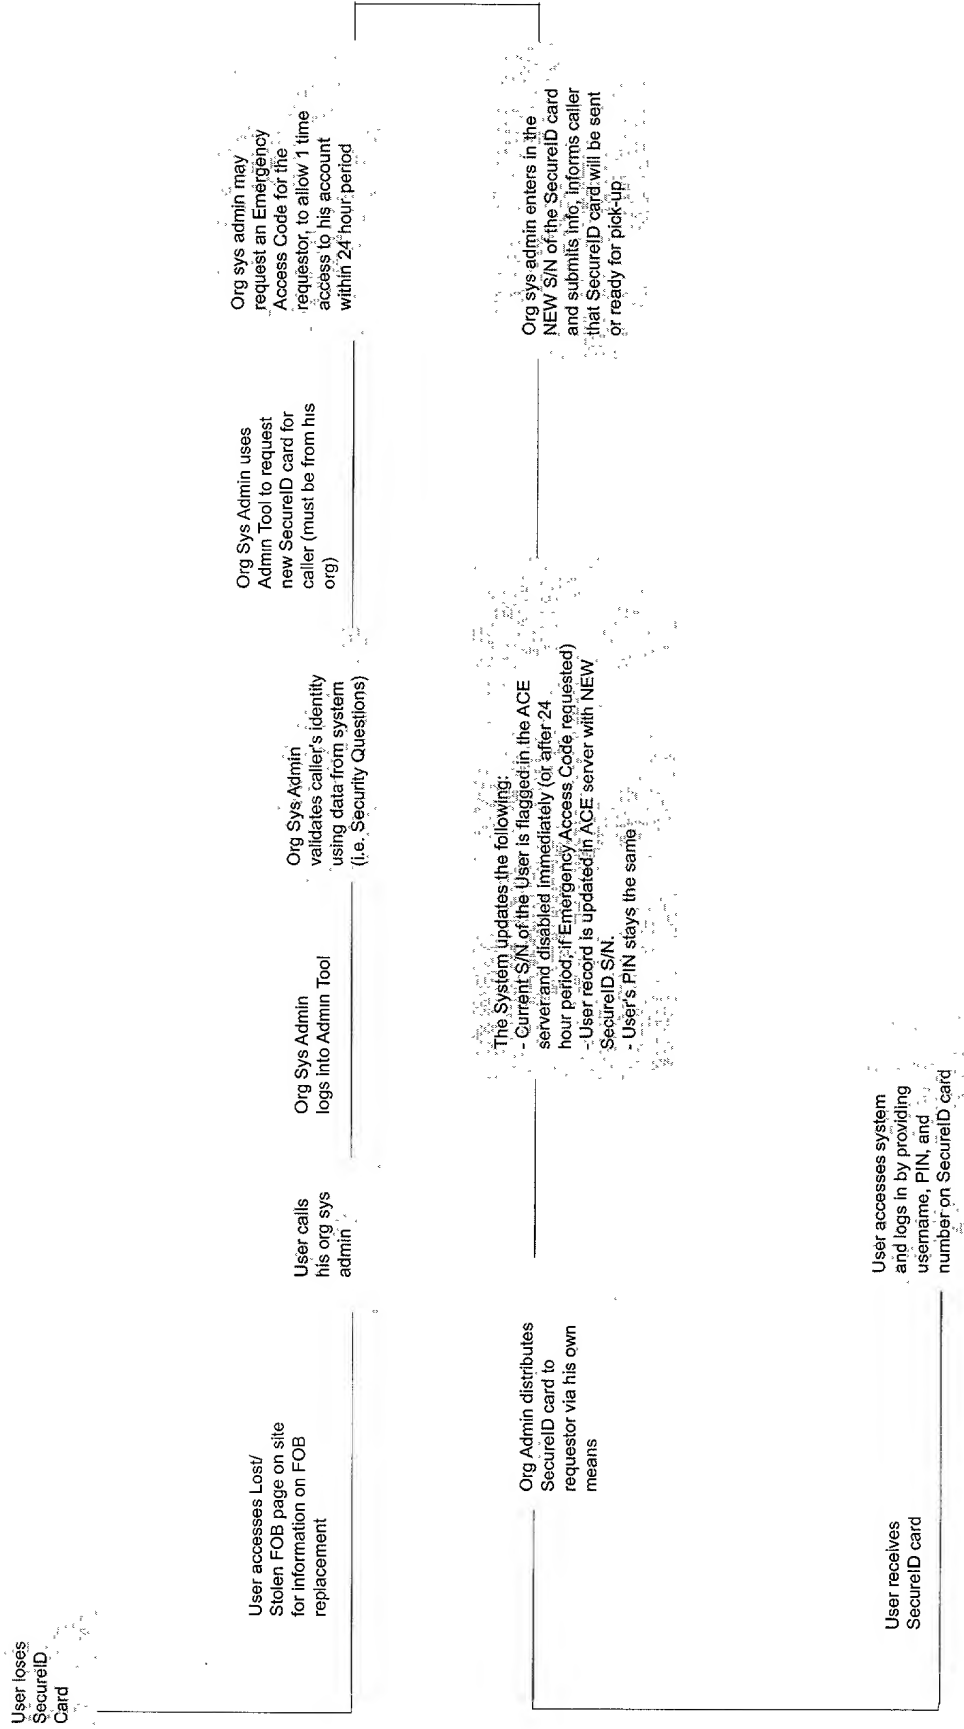 User loses
SecureID
Card
User accesses Lost/
Stolen FOB page on site
for information on FOB
replacement
User calls
his org sys
admin
Org Sys Admin
logs into Admin Tool
Org Sys Admin
validates caller's identity
using data from system
(i.e. Security Questions)
Org Sys Admin uses
Admin Tool to request
new SecureID card for
caller (must be from his
org)
Org sys admin may
request an Emergency
Access Code for the
requestor, to allow 1 time
access to his account
within 24 hour period
Org sys admin enters in the
NEW S/N of the SecureID card
and submits info, informs caller
that SecureID card will be sent
or ready for pick-up
The System updates the following:
- Current S/N of the User is flagged in the ACE
server and disabled immediately (or after 24
hour period, if Emergency Access Code requested)
- User record is updated in ACE server with NEW
SecureID S/N.
- User's PIN stays the same
Org Admin distributes
SecureID card to
requestor via his own
means
User receives
SecureID card
User accesses system
and logs in by providing
username, PIN, and
number on SecureID card